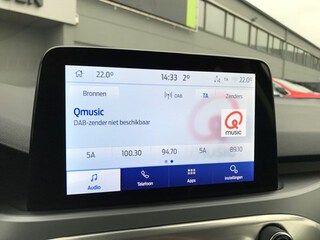 22.0° 14:33 2° TA 22.0°
Bronnen DAB TA Zenders
Qmusic
DAB-zender niet beschikbaar
music
5A 100.30 94.70 5A 89.10
Audio Telefoon Apps Instellingen